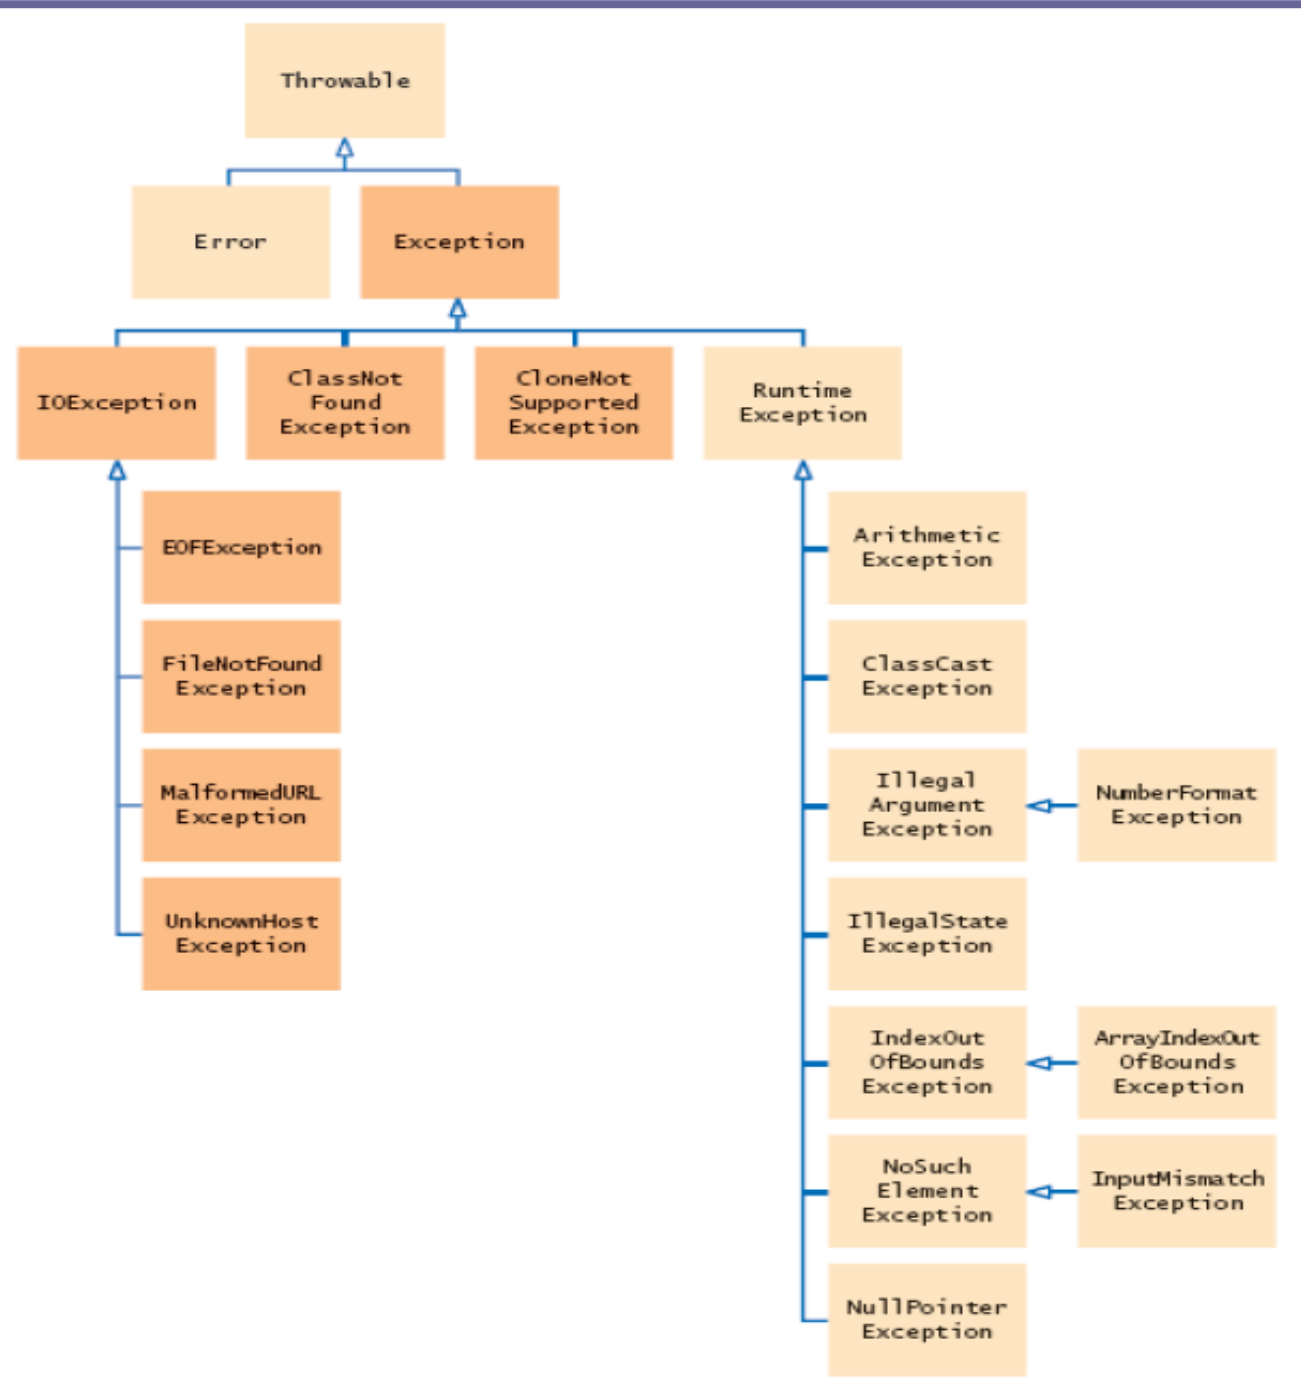 Throwable
Error
Exception
IOException
ClassNot
Found
Exception
CloneNot
Supported
Exception
Runtime
Exception
EOFException
FileNotFound
Exception
MalformedURL
Exception
UnknownHost
Exception
Arithmetic
Exception
ClassCast
Exception
Illegal
Argument
Exception
NumberFormat
Exception
IllegalState
Exception
IndexOut
OfBounds
Exception
ArrayIndexOut
OfBounds
Exception
NoSuch
Element
Exception
InputMismatch
Exception
NullPointer
Exception